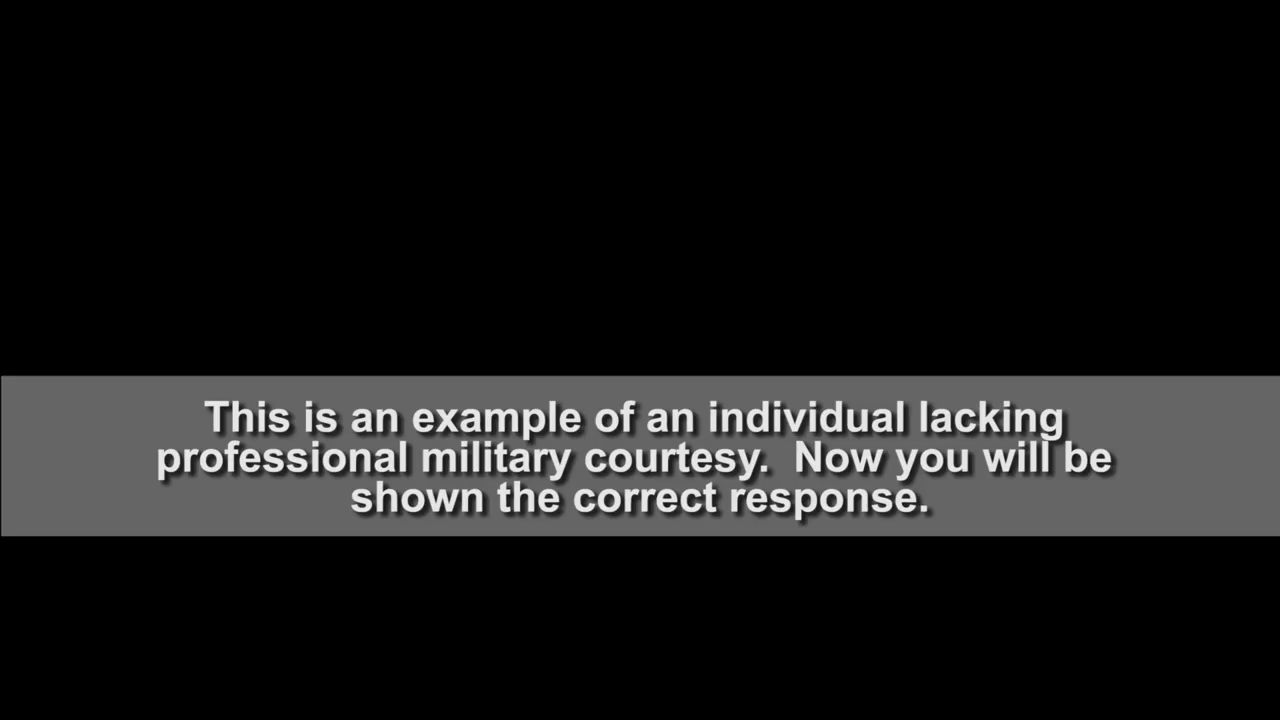 This is an example of an individual lacking
professional military courtesy.  Now you will be
shown the correct response.